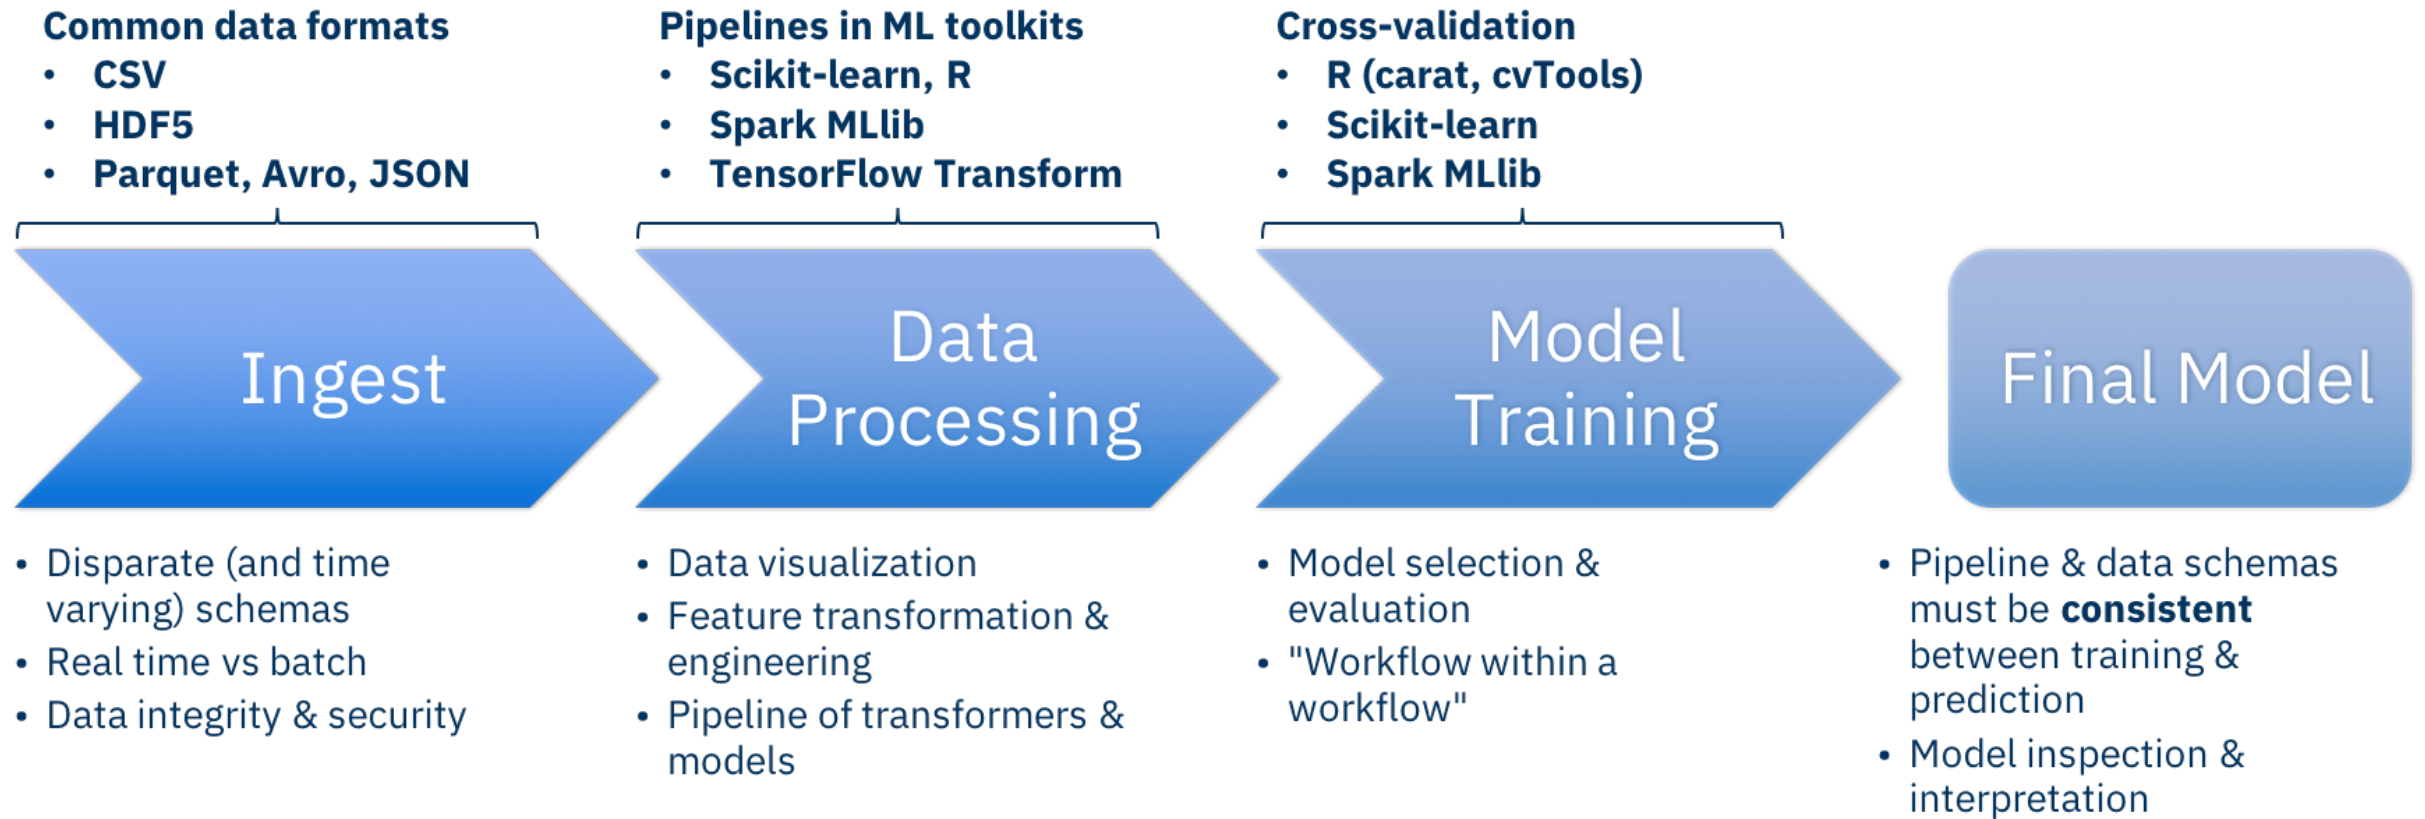 Common data formats
• CSV
• HDF5
• Parquet, Avro, JSON
Pipelines in ML toolkits
• Scikit-learn, R
• Spark MLlib
• TensorFlow Transform
Cross-validation
• R (carat, cvTools)
• Scikit-learn
• Spark MLlib
Ingest
Data
Processing
Model
Training
Final Model
• Disparate (and time
varying) schemas
• Real time vs batch
• Data integrity & security
• Data visualization
• Feature transformation &
engineering
• Pipeline of transformers &
models
• Model selection &
evaluation
• "Workflow within a
workflow"
• Pipeline & data schemas
must be consistent
between training &
prediction
• Model inspection &
interpretation